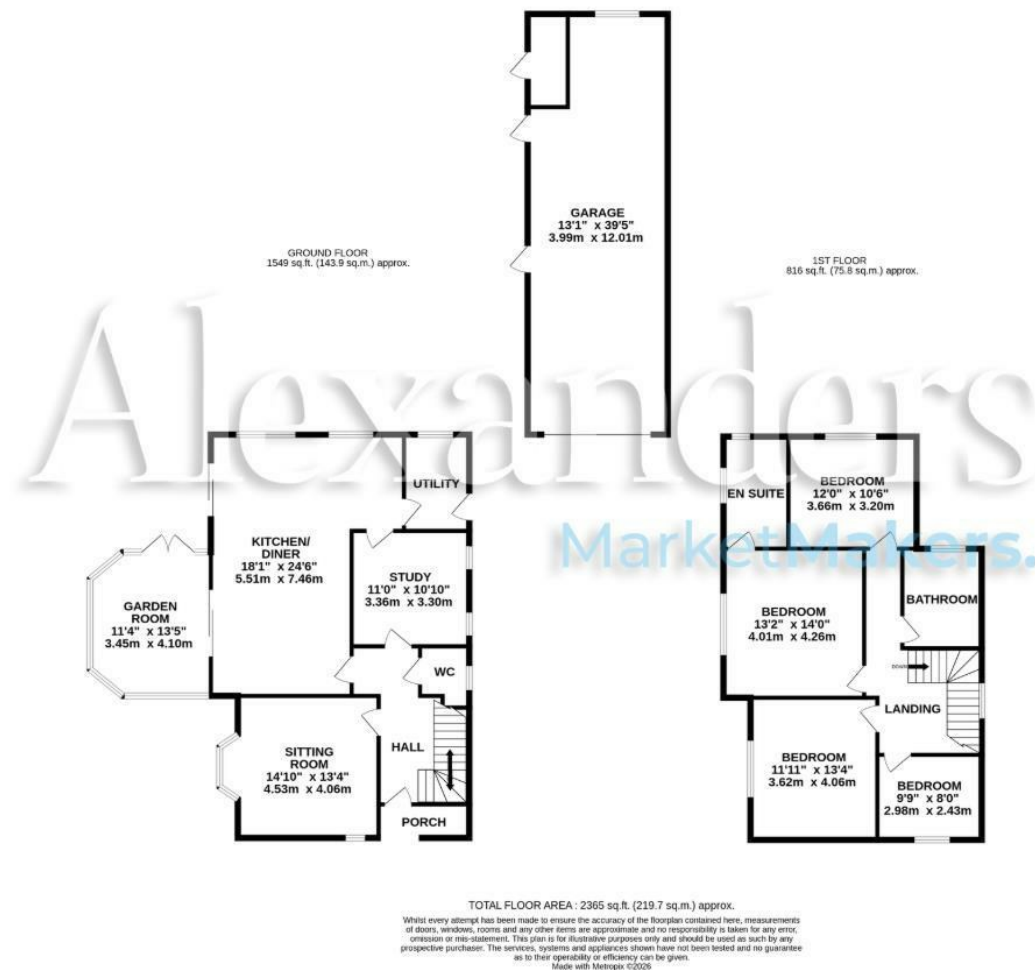 GROUND FLOOR
1549 sq.ft. (143.9 sq.m.) approx.
GARAGE
13'1" x 39'5"
3.99m x 12.01m
1ST FLOOR
816 sq.ft. (75.8 sq.m.) approx.
Alexanders
MarketMakers.
UTILITY
KITCHEN/
DINER
18'1" x 24'6"
5.51m x 7.46m
STUDY
11'0" x 10'10"
3.36m x 3.30m
GARDEN
ROOM
11'4" x 13'5"
3.45m x 4.10m
WC
HALL
SITTING
ROOM
14'10" x 13'4"
4.53m x 4.06m
PORCH
EN SUITE
BEDROOM
12'0" x 10'6"
3.66m x 3.20m
BEDROOM
13'2" x 14'0"
4.01m x 4.26m
BATHROOM
DOWN
LANDING
BEDROOM
11'11" x 13'4"
3.62m x 4.06m
BEDROOM
9'9" x 8'0"
2.98m x 2.43m
TOTAL FLOOR AREA : 2365 sq.ft. (219.7 sq.m.) approx.
Whilst every attempt has been made to ensure the accuracy of the floorplan contained here, measurements
of doors, windows, rooms and any other items are approximate and no responsibility is taken for any error,
omission or mis-statement. This plan is for illustrative purposes only and should be used as such by any
prospective purchaser. The services, systems and appliances shown have not been tested and no guarantee
as to their operability or efficiency can be given.
Made with Metropix ©2026